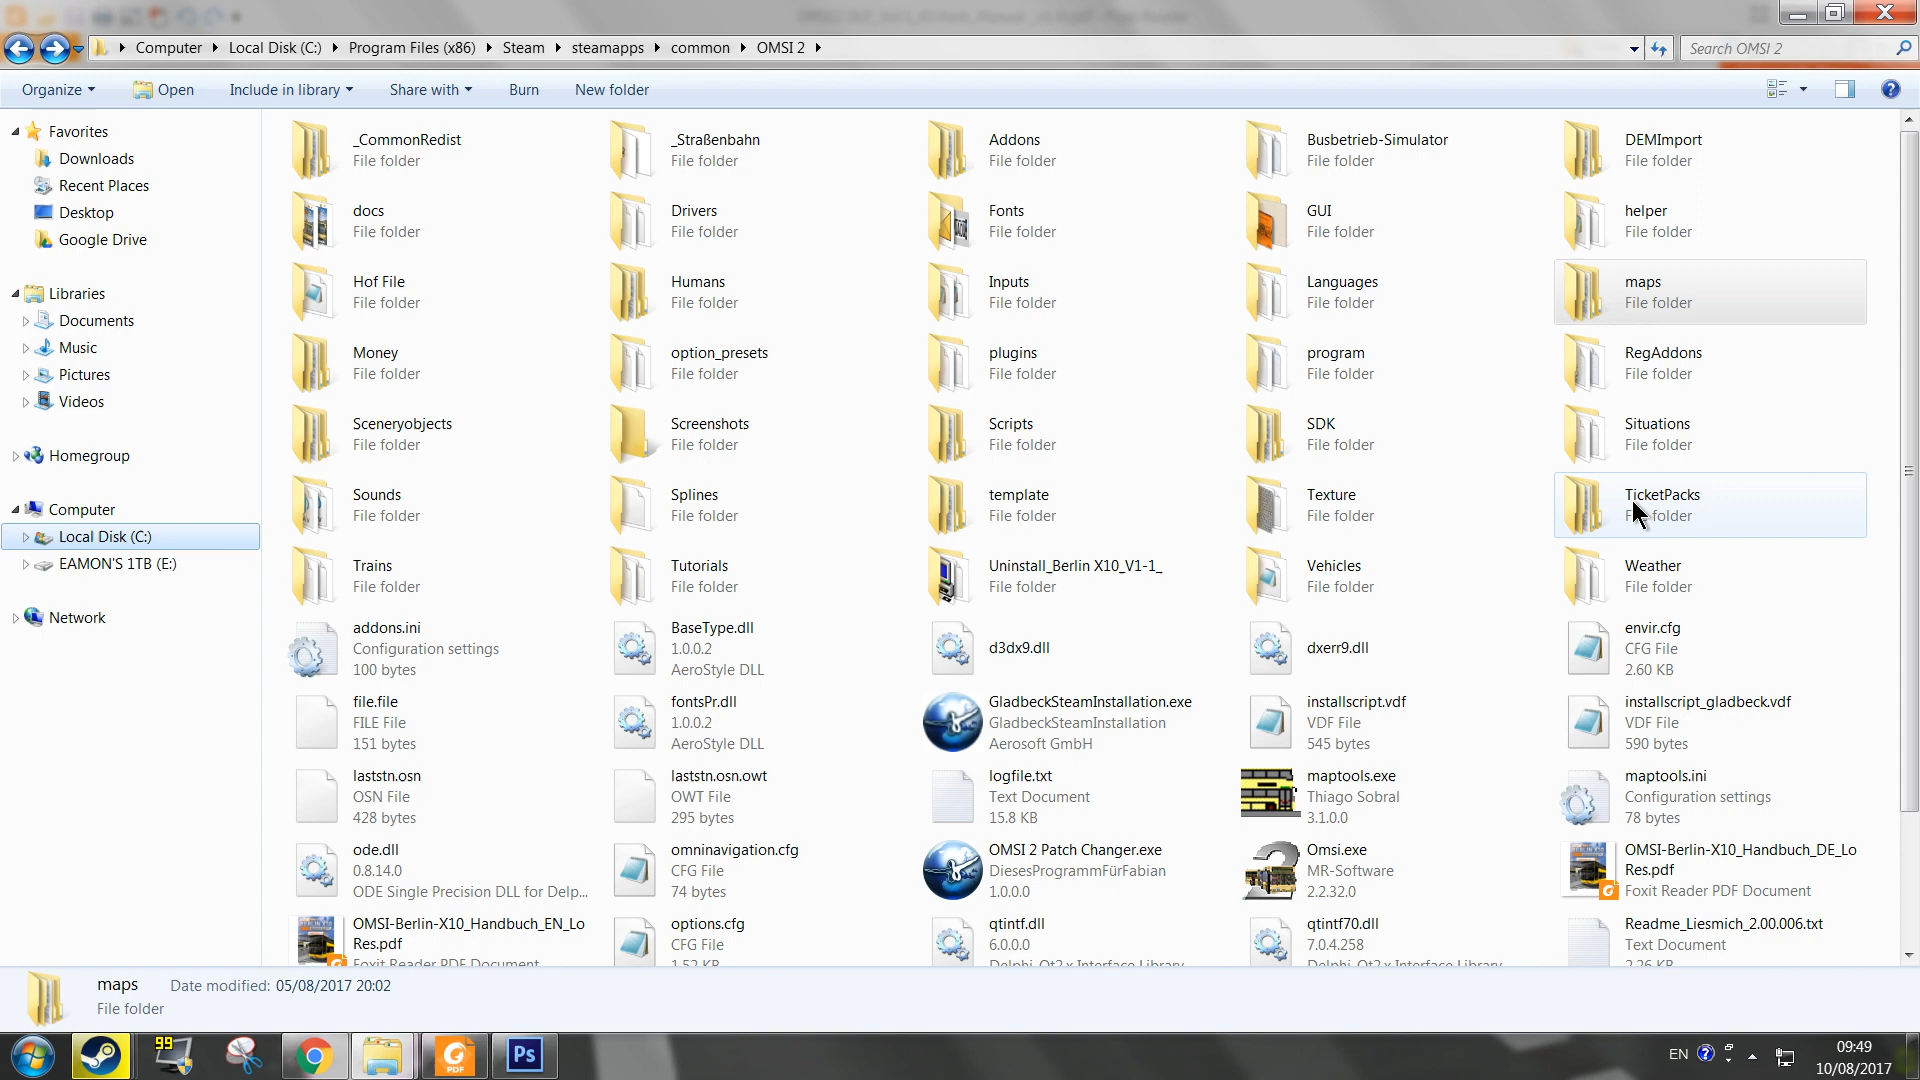 Computer Local Disk (C:) Program Files (x86) Steam steamapps common OMSI 2
Search OMSI 2
Organize Open Include in library Share with Burn New folder
Favorites
Downloads
Recent Places
Desktop
Google Drive
Libraries
Documents
Music
Pictures
Videos
Homegroup
Computer
Local Disk (C:)
EAMON'S 1TB (E:)
Network
_CommonRedist
File folder
_Straßenbahn
File folder
Addons
File folder
Busbetrieb-Simulator
File folder
DEMImport
File folder
docs
File folder
Drivers
File folder
Fonts
File folder
GUI
File folder
helper
File folder
Hof File
File folder
Humans
File folder
Inputs
File folder
Languages
File folder
maps
File folder
Money
File folder
option_presets
File folder
plugins
File folder
program
File folder
RegAddons
File folder
Sceneryobjects
File folder
Screenshots
File folder
Scripts
File folder
SDK
File folder
Situations
File folder
Sounds
File folder
Splines
File folder
template
File folder
Texture
File folder
TicketPacks
File folder
Trains
File folder
Tutorials
File folder
Uninstall_Berlin X10_V1-1_
File folder
Vehicles
File folder
Weather
File folder
addons.ini
Configuration settings
100 bytes
BaseType.dll
1.0.0.2
AeroStyle DLL
d3dx9.dll
dxerr9.dll
envir.cfg
CFG File
2.60 KB
file.file
FILE File
151 bytes
fontsPr.dll
1.0.0.2
AeroStyle DLL
GladbeckSteamInstallation.exe
GladbeckSteamInstallation
Aerosoft GmbH
installscript.vdf
VDF File
545 bytes
installscript_gladbeck.vdf
VDF File
590 bytes
laststn.osn
OSN File
428 bytes
laststn.osn.owt
OWT File
295 bytes
logfile.txt
Text Document
15.8 KB
maptools.exe
Thiago Sobral
3.1.0.0
maptools.ini
Configuration settings
78 bytes
ode.dll
0.8.14.0
ODE Single Precision DLL for Delp...
omninavigation.cfg
CFG File
74 bytes
OMSI 2 Patch Changer.exe
DiesesProgrammFürFabian
1.0.0.0
Omsi.exe
MR-Software
2.2.32.0
OMSI-Berlin-X10_Handbuch_DE_Lo
Res.pdf
Foxit Reader PDF Document
OMSI-Berlin-X10_Handbuch_EN_Lo
Res.pdf
Foxit Reader PDF Document
options.cfg
CFG File
1.52 KB
qtintf.dll
6.0.0.0
Delphi-Qt2.x Interface Library
qtintf70.dll
7.0.4.258
Delphi-Qt2.x Interface Library
Readme_Liesmich_2.00.006.txt
Text Document
2.26 KB
maps Date modified: 05/08/2017 20:02
File folder
99
PDF
Ps
EN
09:49
10/08/2017